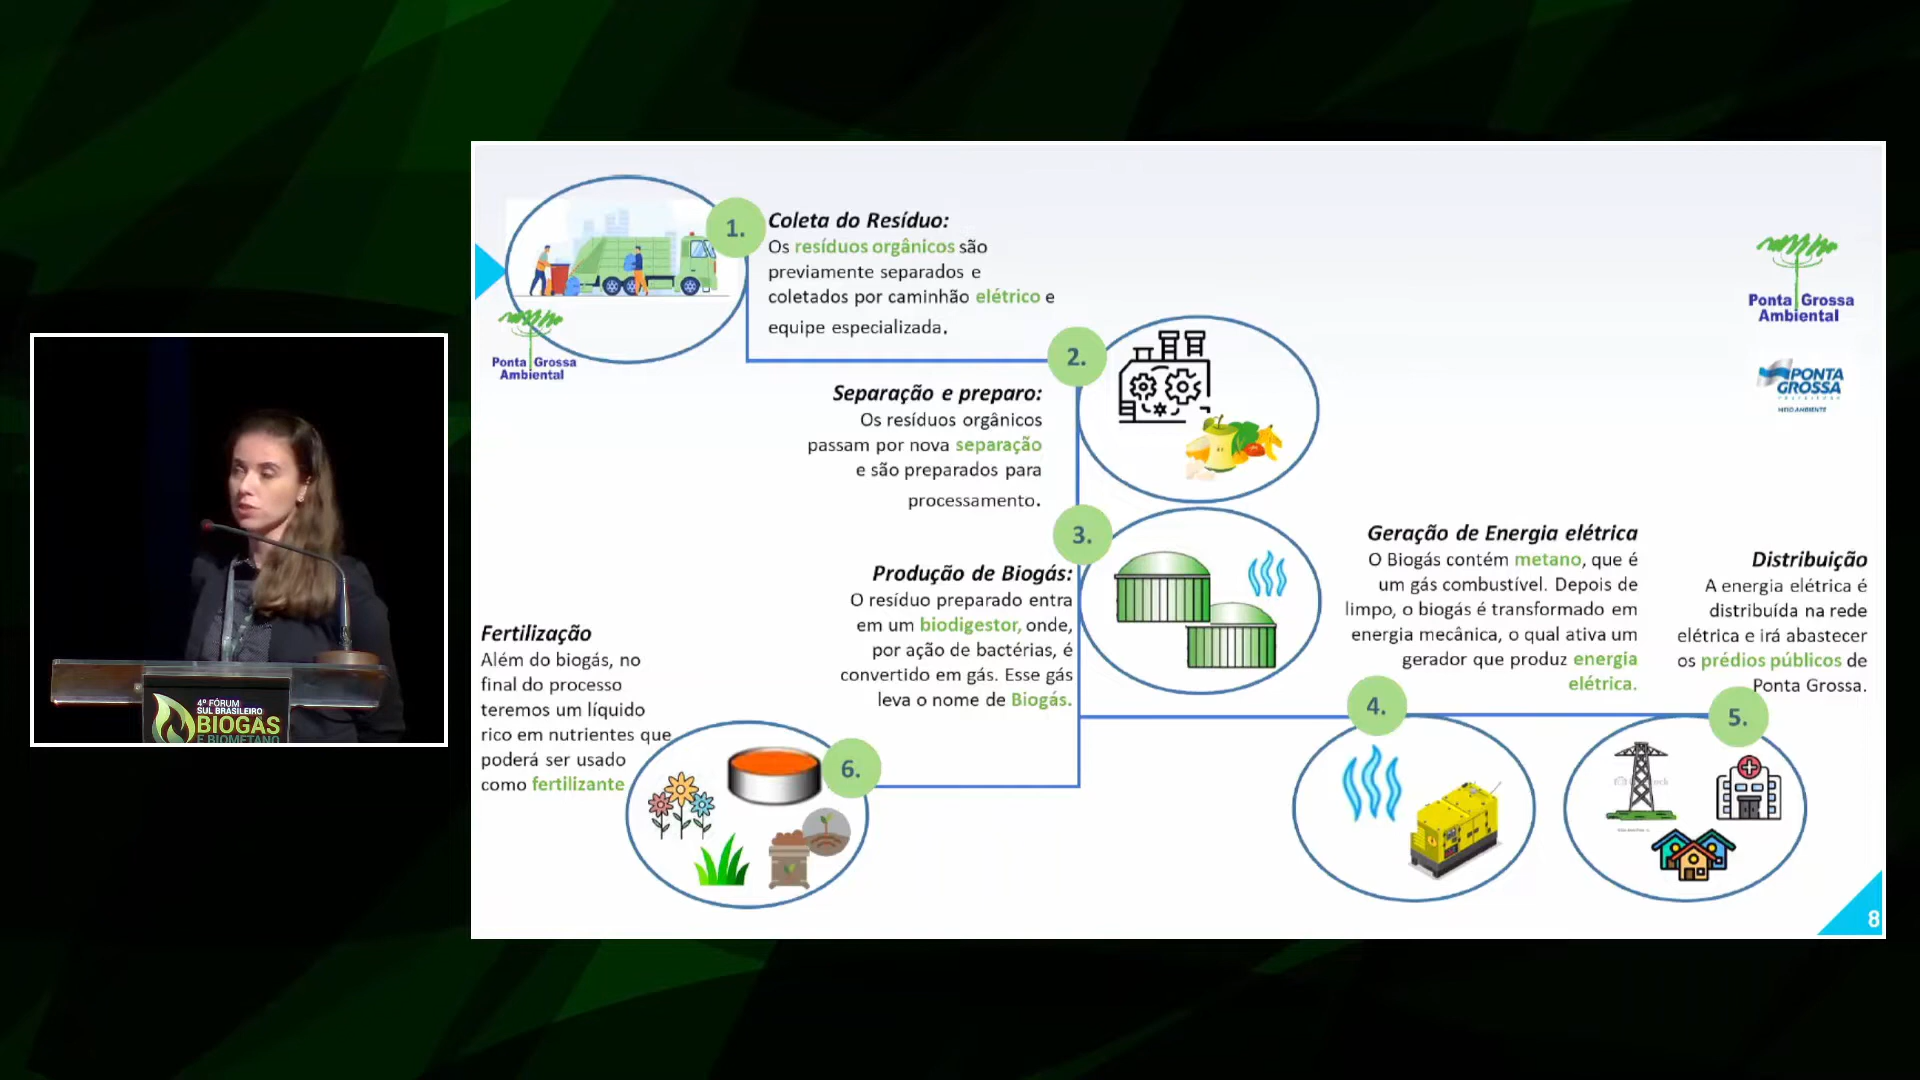 1.
Coleta do Resíduo:
Os resíduos orgânicos são
previamente separados e
coletados por caminhão elétrico e
equipe especializada.
Ponta Grossa
Ambiental
Ponta Grossa
Ambiental
PONTA
GROSSA
PREFEITURA
MEIO AMBIENTE
2.
Separação e preparo:
Os resíduos orgânicos
passam por nova separação
e são preparados para
processamento.
3.
Produção de Biogás:
O resíduo preparado entra
em um biodigestor, onde,
por ação de bactérias, é
convertido em gás. Esse gás
leva o nome de Biogás.
Geração de Energia elétrica
O Biogás contém metano, que é
um gás combustível. Depois de
limpo, o biogás é transformado em
energia mecânica, o qual ativa um
gerador que produz energia
elétrica.
4.
Distribuição
A energia elétrica é
distribuída na rede
elétrica e irá abastecer
os prédios públicos de
Ponta Grossa.
5.
Fertilização
Além do biogás, no
final do processo
teremos um líquido
rico em nutrientes que
poderá ser usado
como fertilizante
6.
8
4º FÓRUM
SUL BRASILEIRO
BIOGÁS
E BIOMETANO